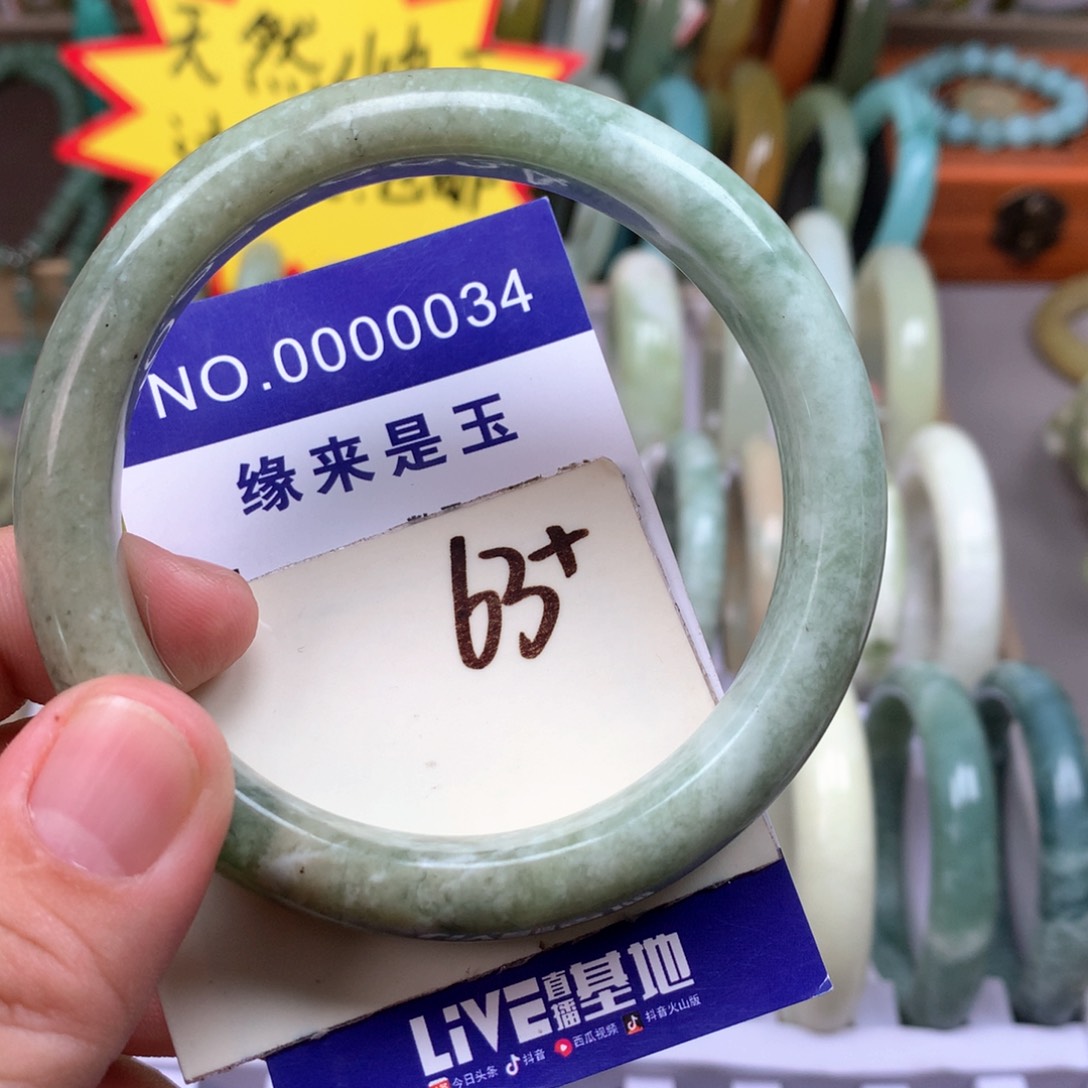 天然
NO.0000034
缘来是玉
63+
LiVE直播基地
今日头条 抖音 西瓜视频 抖音火山版